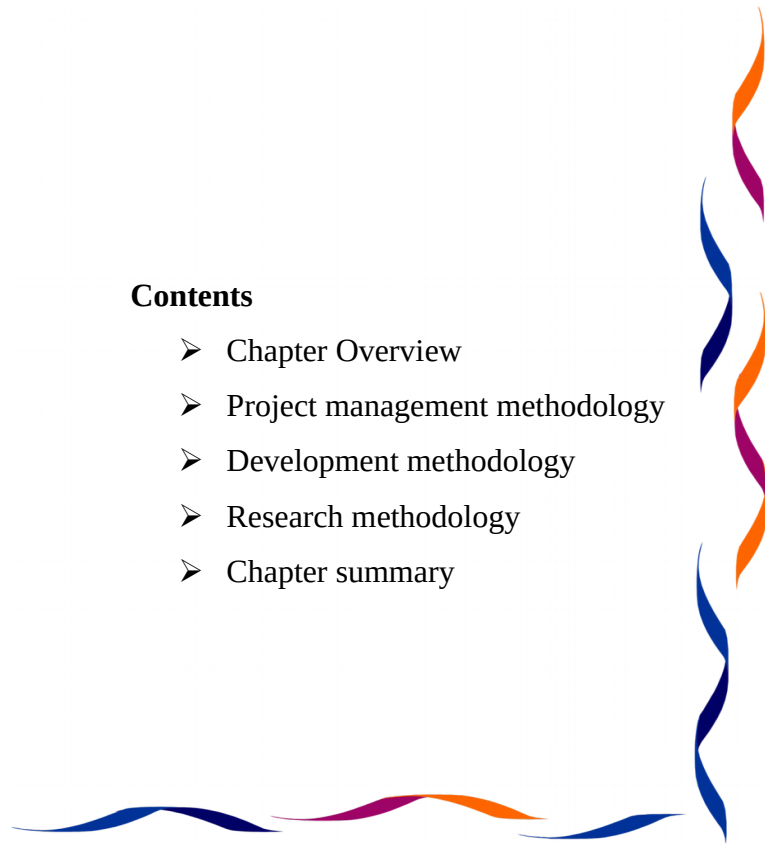 Contents
➢ Chapter Overview
➢ Project management methodology
➢ Development methodology
➢ Research methodology
➢ Chapter summary